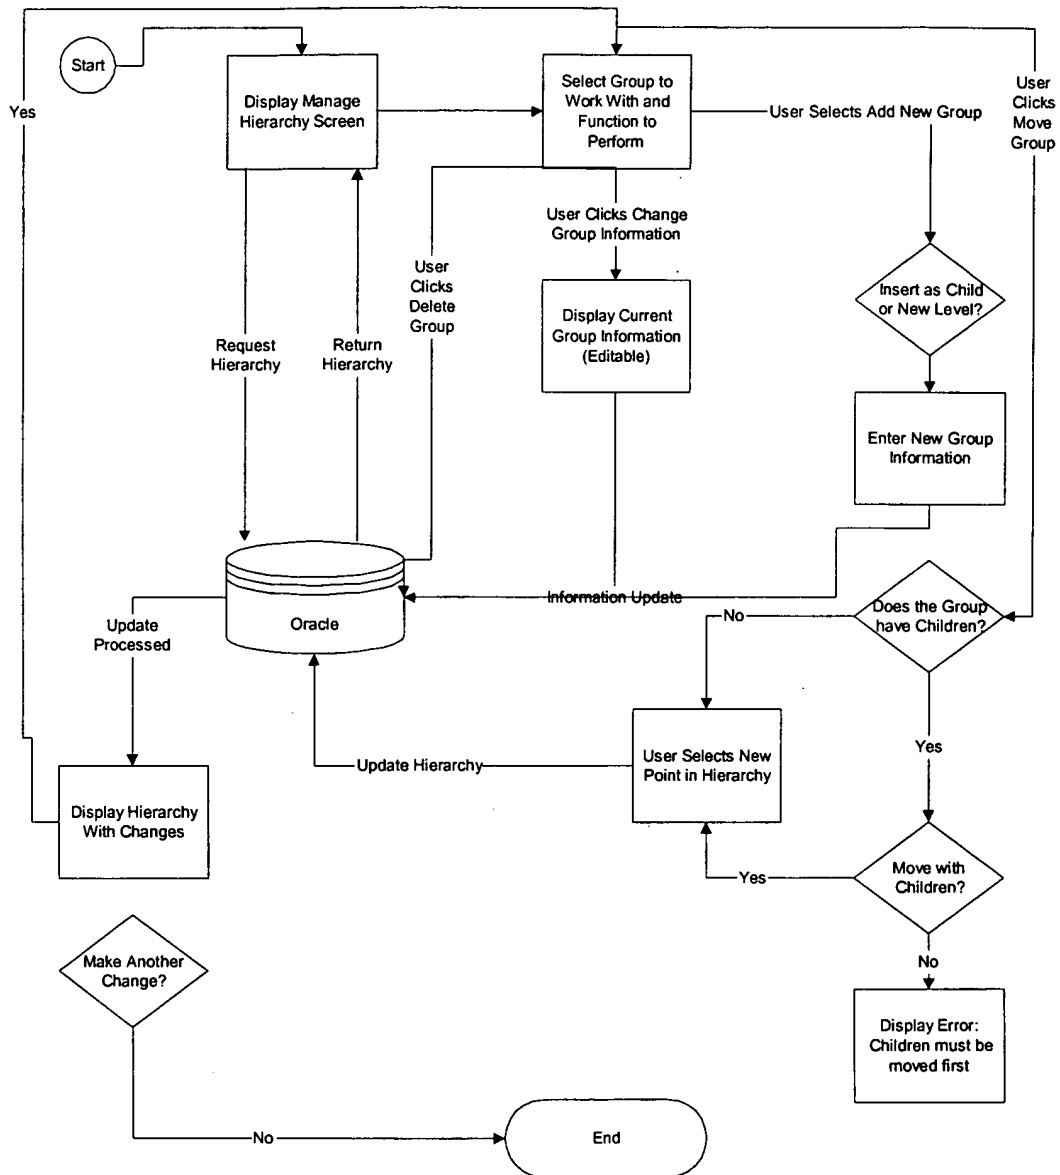 Start
Yes
Display Manage
Hierarchy Screen
Select Group to
Work With and
Function to
Perform
User Selects Add New Group
User
Clicks
Move
Group
User Clicks Change
Group Information
User
Clicks
Delete
Group
Insert as Child
or New Level?
Request
Hierarchy
Return
Hierarchy
Display Current
Group Information
(Editable)
Enter New Group
Information
Oracle
Information Update
Update
Processed
No
Does the Group
have Children?
Update Hierarchy
User Selects New
Point in Hierarchy
Yes
Display Hierarchy
With Changes
Yes
Move with
Children?
Make Another
Change?
No
Display Error:
Children must be
moved first
No
End